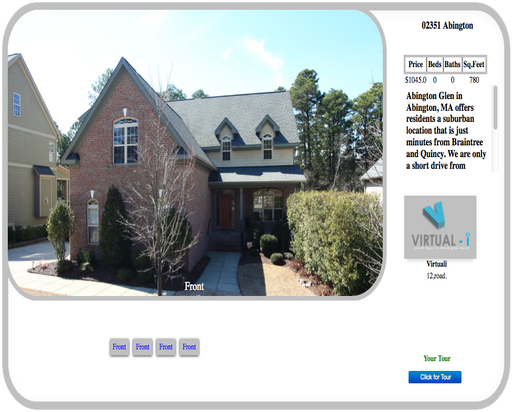 02351 Abington
Price Beds Baths Sq.Feet
$1045.0 0 0 780
Abington Glen in
Abington, MA offers
residents a suburban
location that is just
minutes from Braintree
and Quincy. We are only
a short drive from
VIRTUAL - i
Virtuali
12,road.
Front
Front Front Front Front
Your Tour
Click for Tour